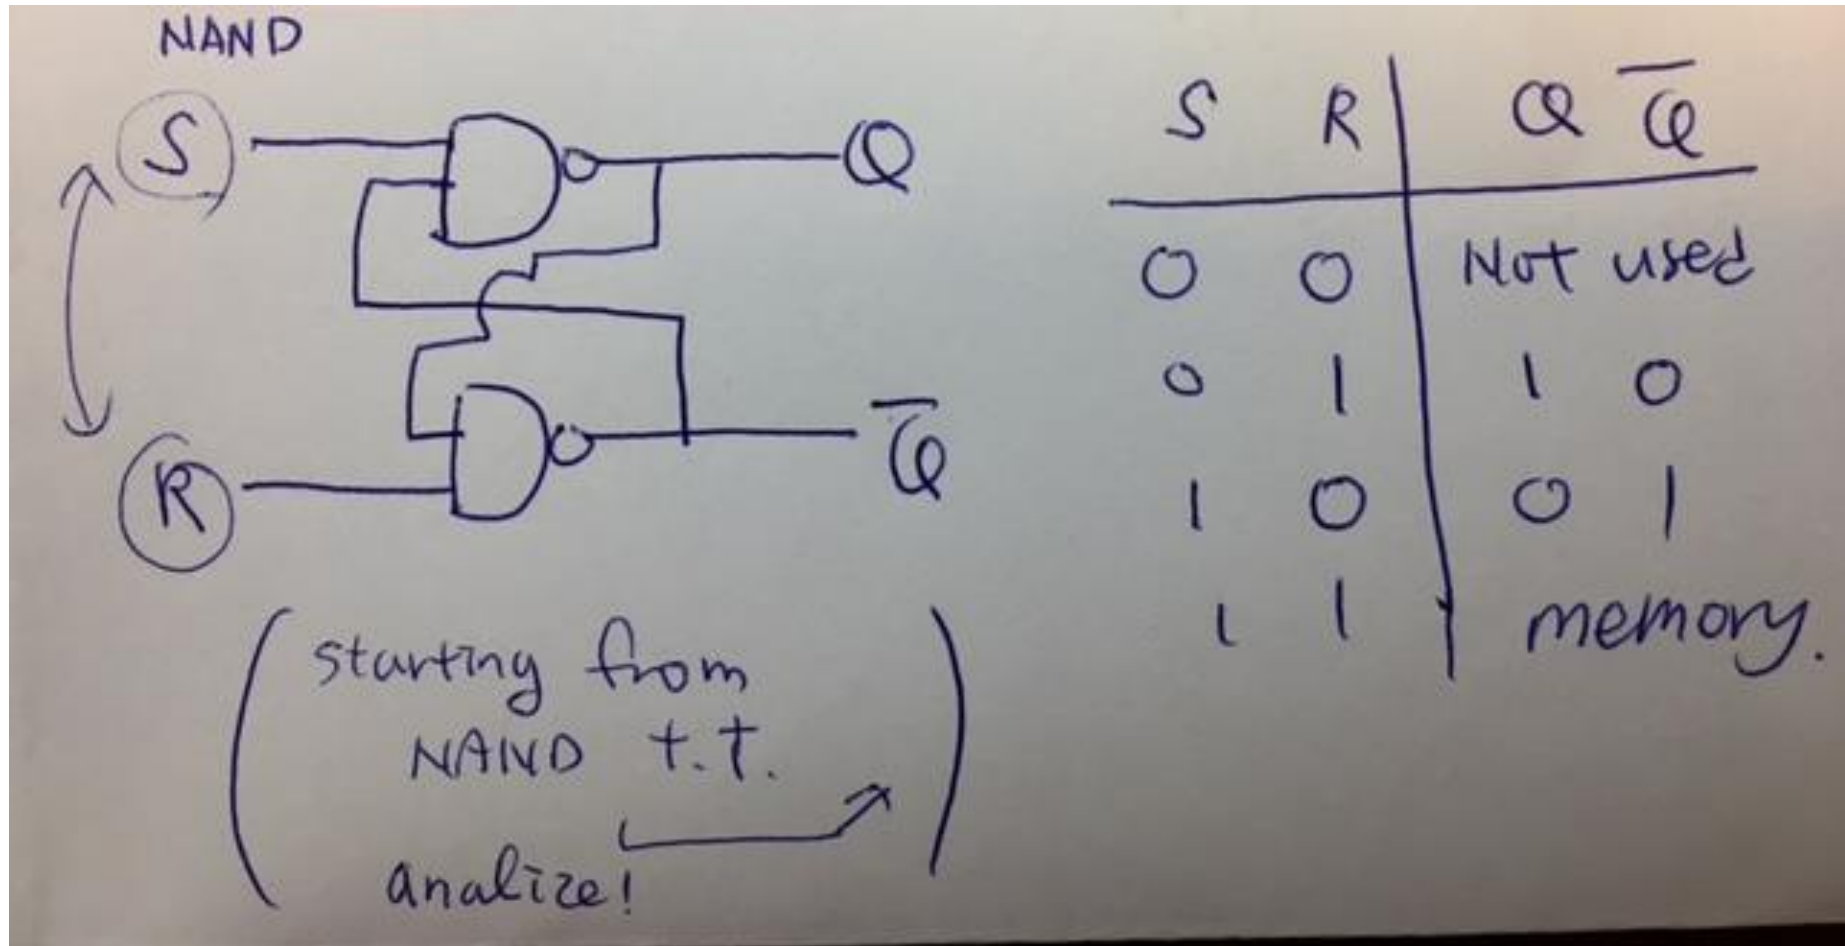 NAND
S
Q
R
Q̅
S R Q Q̅
0 0 Not used
0 1 1 0
1 0 0 1
1 1 memory.
(starting from
NAND t.t.
analize!)